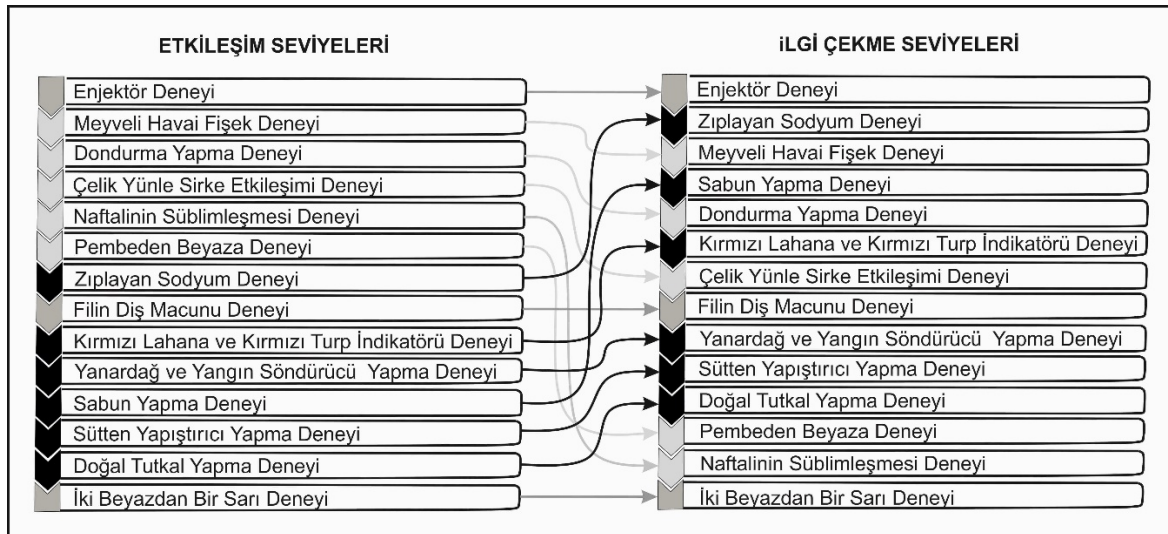 ETKİLEŞİM SEVİYELERİ
Enjektör Deneyi
Meyveli Havai Fişek Deneyi
Dondurma Yapma Deneyi
Çelik Yünle Sirke Etkileşimi Deneyi
Naftalinin Süblimleşmesi Deneyi
Pembeden Beyaza Deneyi
Zıplayan Sodyum Deneyi
Filin Diş Macunu Deneyi
Kırmızı Lahana ve Kırmızı Turp İndikatörü Deneyi
Yanardağ ve Yangın Söndürücü Yapma Deneyi
Sabun Yapma Deneyi
Sütten Yapıştırıcı Yapma Deneyi
Doğal Tutkal Yapma Deneyi
İki Beyazdan Bir Sarı Deneyi
iLGİ ÇEKME SEVİYELERİ
Enjektör Deneyi
Zıplayan Sodyum Deneyi
Meyveli Havai Fişek Deneyi
Sabun Yapma Deneyi
Dondurma Yapma Deneyi
Kırmızı Lahana ve Kırmızı Turp İndikatörü Deneyi
Çelik Yünle Sirke Etkileşimi Deneyi
Filin Diş Macunu Deneyi
Yanardağ ve Yangın Söndürücü Yapma Deneyi
Sütten Yapıştırıcı Yapma Deneyi
Doğal Tutkal Yapma Deneyi
Pembeden Beyaza Deneyi
Naftalinin Süblimleşmesi Deneyi
İki Beyazdan Bir Sarı Deneyi